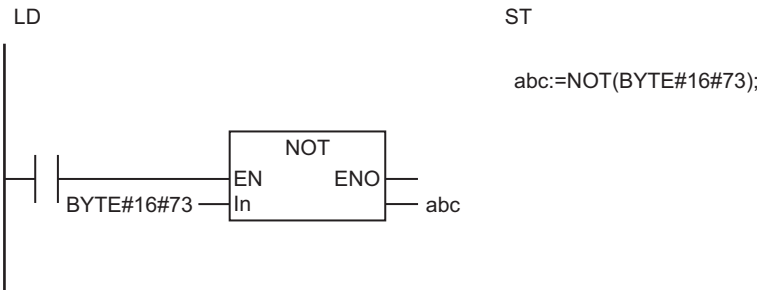 LD
ST
abc:=NOT(BYTE#16#73);
NOT
EN ENO
BYTE#16#73 In abc